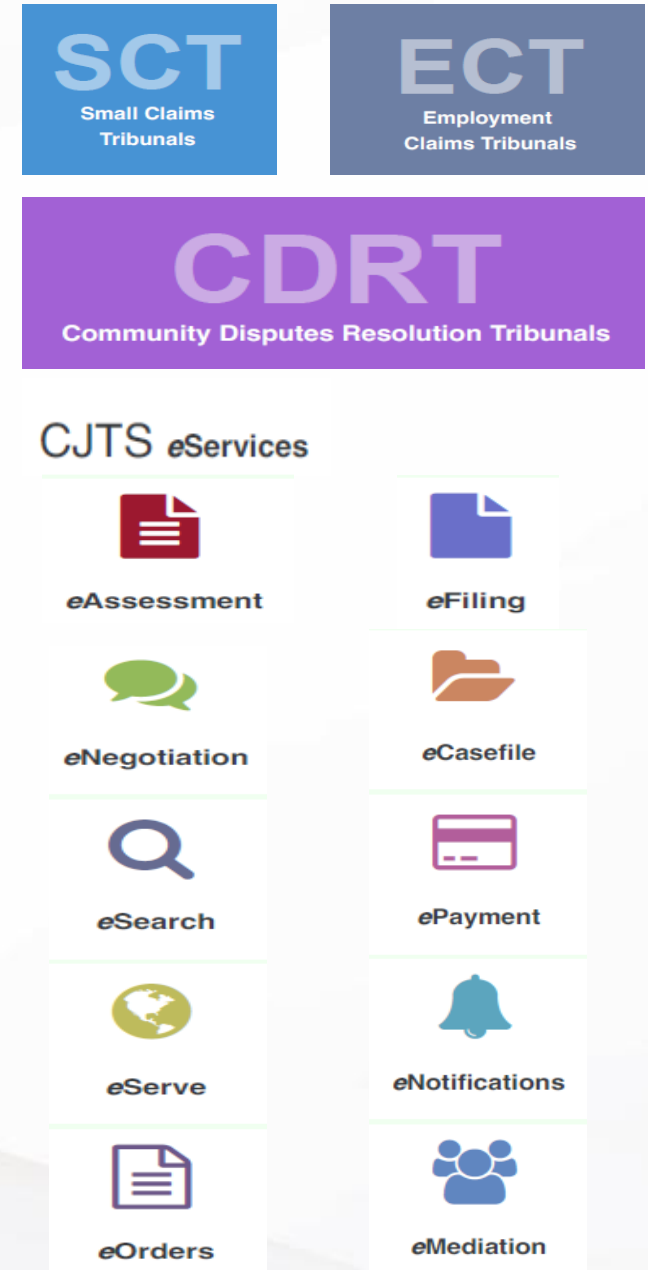 SCT
Small Claims
Tribunals
ECT
Employment
Claims Tribunals
CDRT
Community Disputes Resolution Tribunals
CJTS eServices
eAssessment
eFiling
eNegotiation
eCasefile
eSearch
ePayment
eServe
eNotifications
eOrders
eMediation